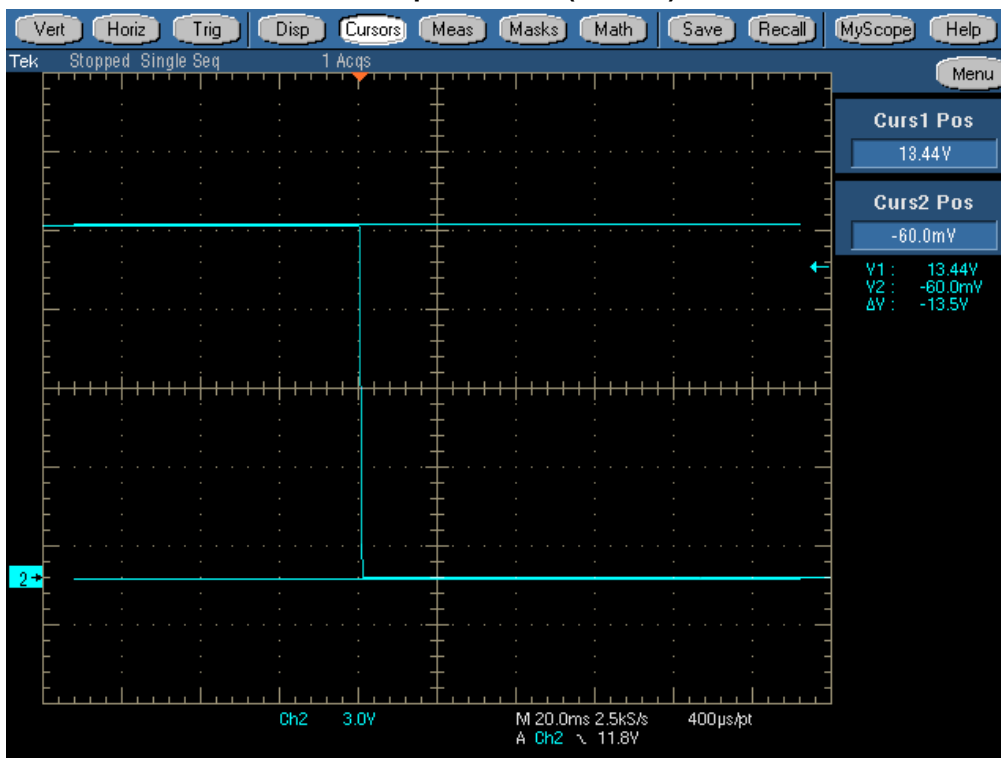 Vert Horiz Trig Disp Cursors Meas Masks Math Save Recall MyScope Help
Tek Stopped Single Seq 1 Acqs
Menu
Curs1 Pos
13.44V
Curs2 Pos
-60.0mV
V1 : 13.44V
V2 : -60.0mV
ΔV : -13.5V
2
Ch2 3.0V M 20.0ms 2.5kS/s 400µs/pt
A Ch2 11.8V